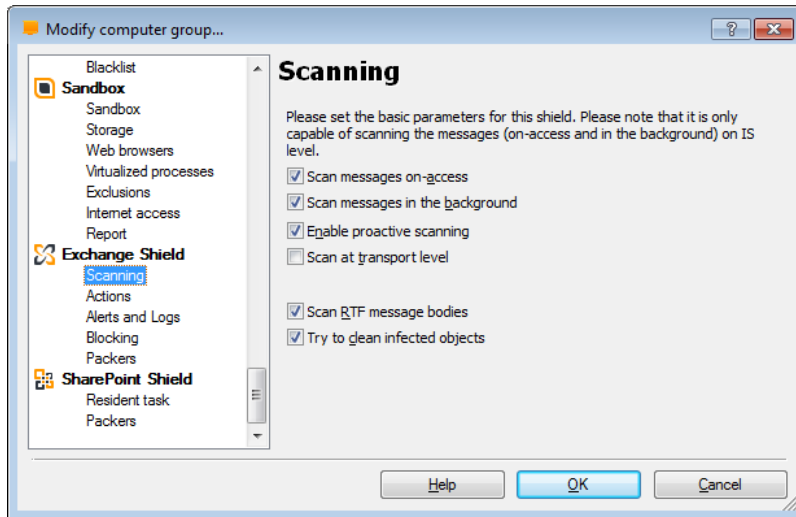 Modify computer group...
Blacklist
Sandbox
Sandbox
Storage
Web browsers
Virtualized processes
Exclusions
Internet access
Report
Exchange Shield
Scanning
Actions
Alerts and Logs
Blocking
Packers
SharePoint Shield
Resident task
Packers
Scanning
Please set the basic parameters for this shield. Please note that it is only
capable of scanning the messages (on-access and in the background) on IS
level.
Scan messages on-access
Scan messages in the background
Enable proactive scanning
Scan at transport level
Scan RTF message bodies
Try to clean infected objects
Help
OK
Cancel